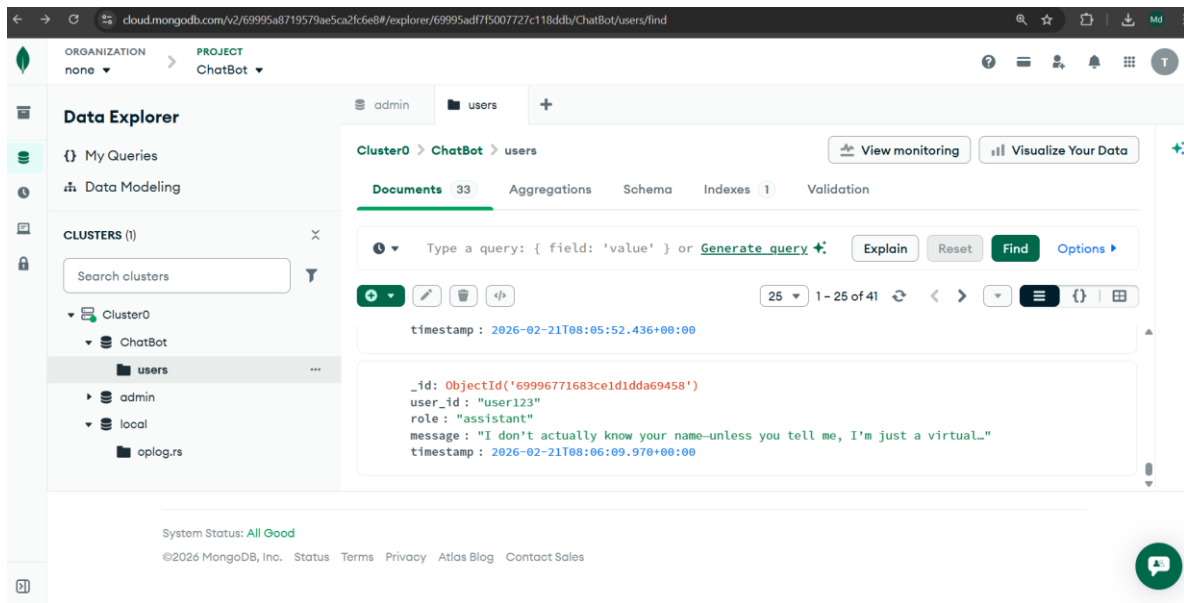 cloud.mongodb.com/v2/69995a8719579ae5ca2fc6e8#/explorer/69995adf7f5007727c118ddb/ChatBot/users/find
Md
ORGANIZATION
none
PROJECT
ChatBot
T
Data Explorer
{} My Queries
Data Modeling
CLUSTERS (1)
Search clusters
Cluster0
ChatBot
users
admin
local
oplog.rs
admin
users
Cluster0 > ChatBot > users
View monitoring
Visualize Your Data
Documents 33 Aggregations Schema Indexes 1 Validation
Type a query: { field: 'value' } or Generate query
Explain Reset Find Options
25 1 – 25 of 41
{}
timestamp : 2026-02-21T08:05:52.436+00:00
_id: ObjectId('69996771683ce1d1dda69458')
user_id : "user123"
role : "assistant"
message : "I don't actually know your name—unless you tell me, I'm just a virtual…"
timestamp : 2026-02-21T08:06:09.970+00:00
System Status: All Good
©2026 MongoDB, Inc. Status Terms Privacy Atlas Blog Contact Sales